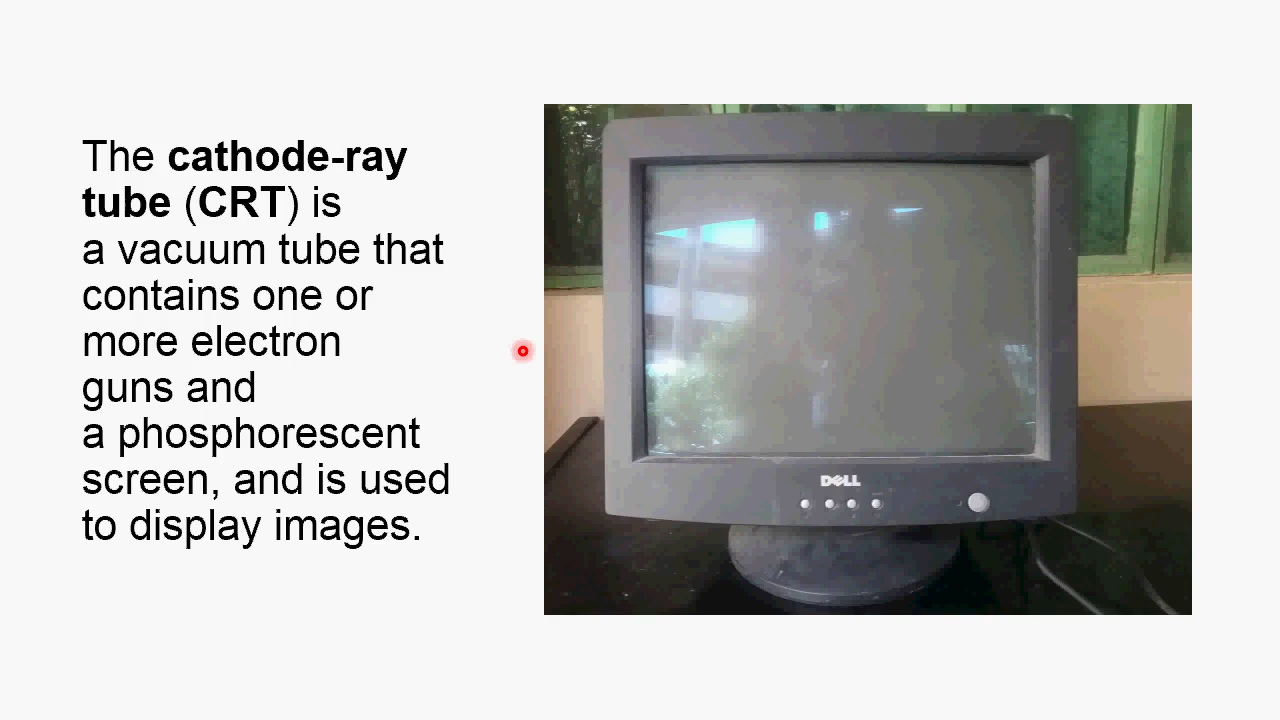 The cathode-ray
tube (CRT) is
a vacuum tube that
contains one or
more electron
guns and
a phosphorescent
screen, and is used
to display images.
DELL